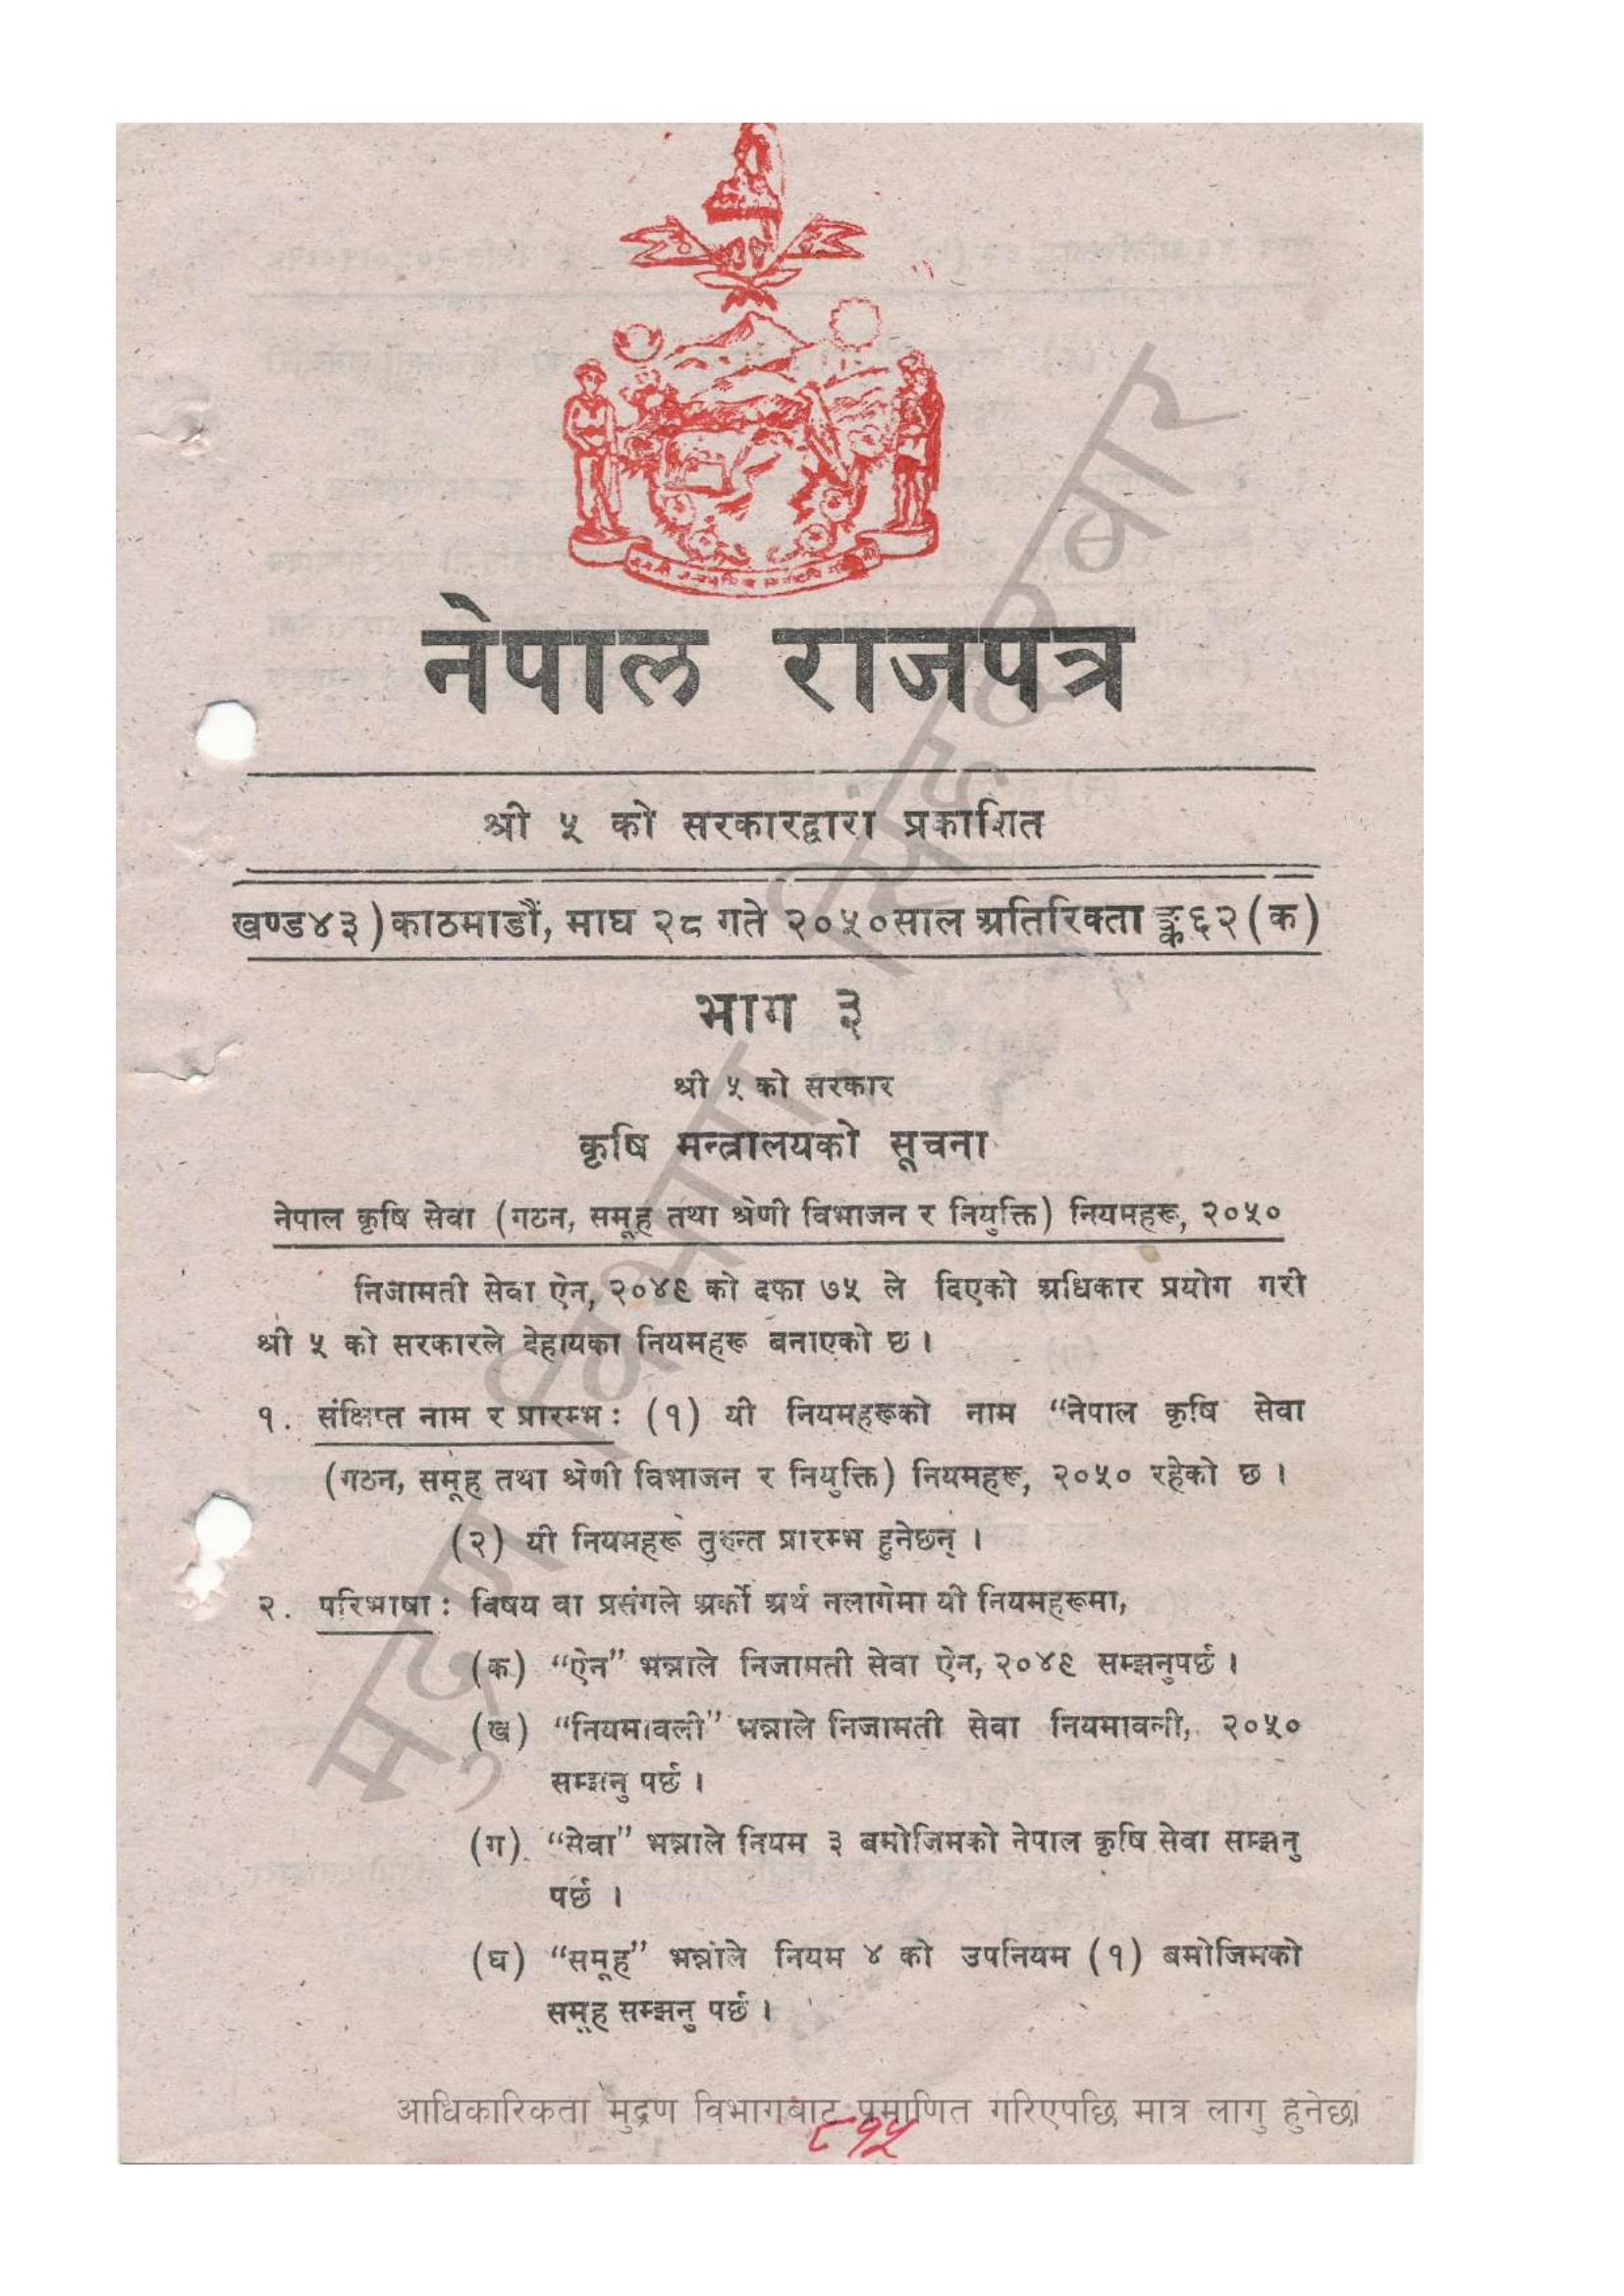 नेपाल राजपत्र
श्री ५ को सरकारद्वारा प्रकाशित
खण्ड४३)काठमाडौं, माघ २८ गते २०५०साल अतिरिक्ता ङ्क६२(क)
भाग ३
श्री ५ को सरकार
कृषि मन्त्रालयको सूचना
नेपाल कृषि सेवा (गठन, समूह तथा श्रेणी विभाजन र नियुक्ति) नियमहरू, २०५०
निजामती सेवा ऐन, २०४९ को दफा ७५ ले दिएको अधिकार प्रयोग गरी
श्री ५ को सरकारले देहायका नियमहरू बनाएको छ ।
१. संक्षिप्त नाम र प्रारम्भ: (१) यी नियमहरूको नाम “नेपाल कृषि सेवा
(गठन, समूह तथा श्रेणी विभाजन र नियुक्ति) नियमहरू, २०५० रहेको छ ।
(२) यी नियमहरू तुरुन्त प्रारम्भ हुनेछन् ।
२. परिभाषा: विषय वा प्रसंगले अर्को अर्थ नलागेमा यी नियमहरूमा,
(क) “ऐन” भन्नाले निजामती सेवा ऐन, २०४९ सम्झनुपर्छ ।
(ख) “नियमावली” भन्नाले निजामती सेवा नियमावली, २०५०
सम्झनु पर्छ ।
(ग) “सेवा” भन्नाले नियम ३ बमोजिमको नेपाल कृषि सेवा सम्झनु
पर्छ ।
(घ) “समूह” भन्नाले नियम ४ को उपनियम (१) बमोजिमको
समूह सम्झनु पर्छ ।
आधिकारिकता मुद्रण विभागबाट प्रमाणित गरिएपछि मात्र लागु हुनेछ।
८१५
मुद्रण विभाग, सिंहदरवार